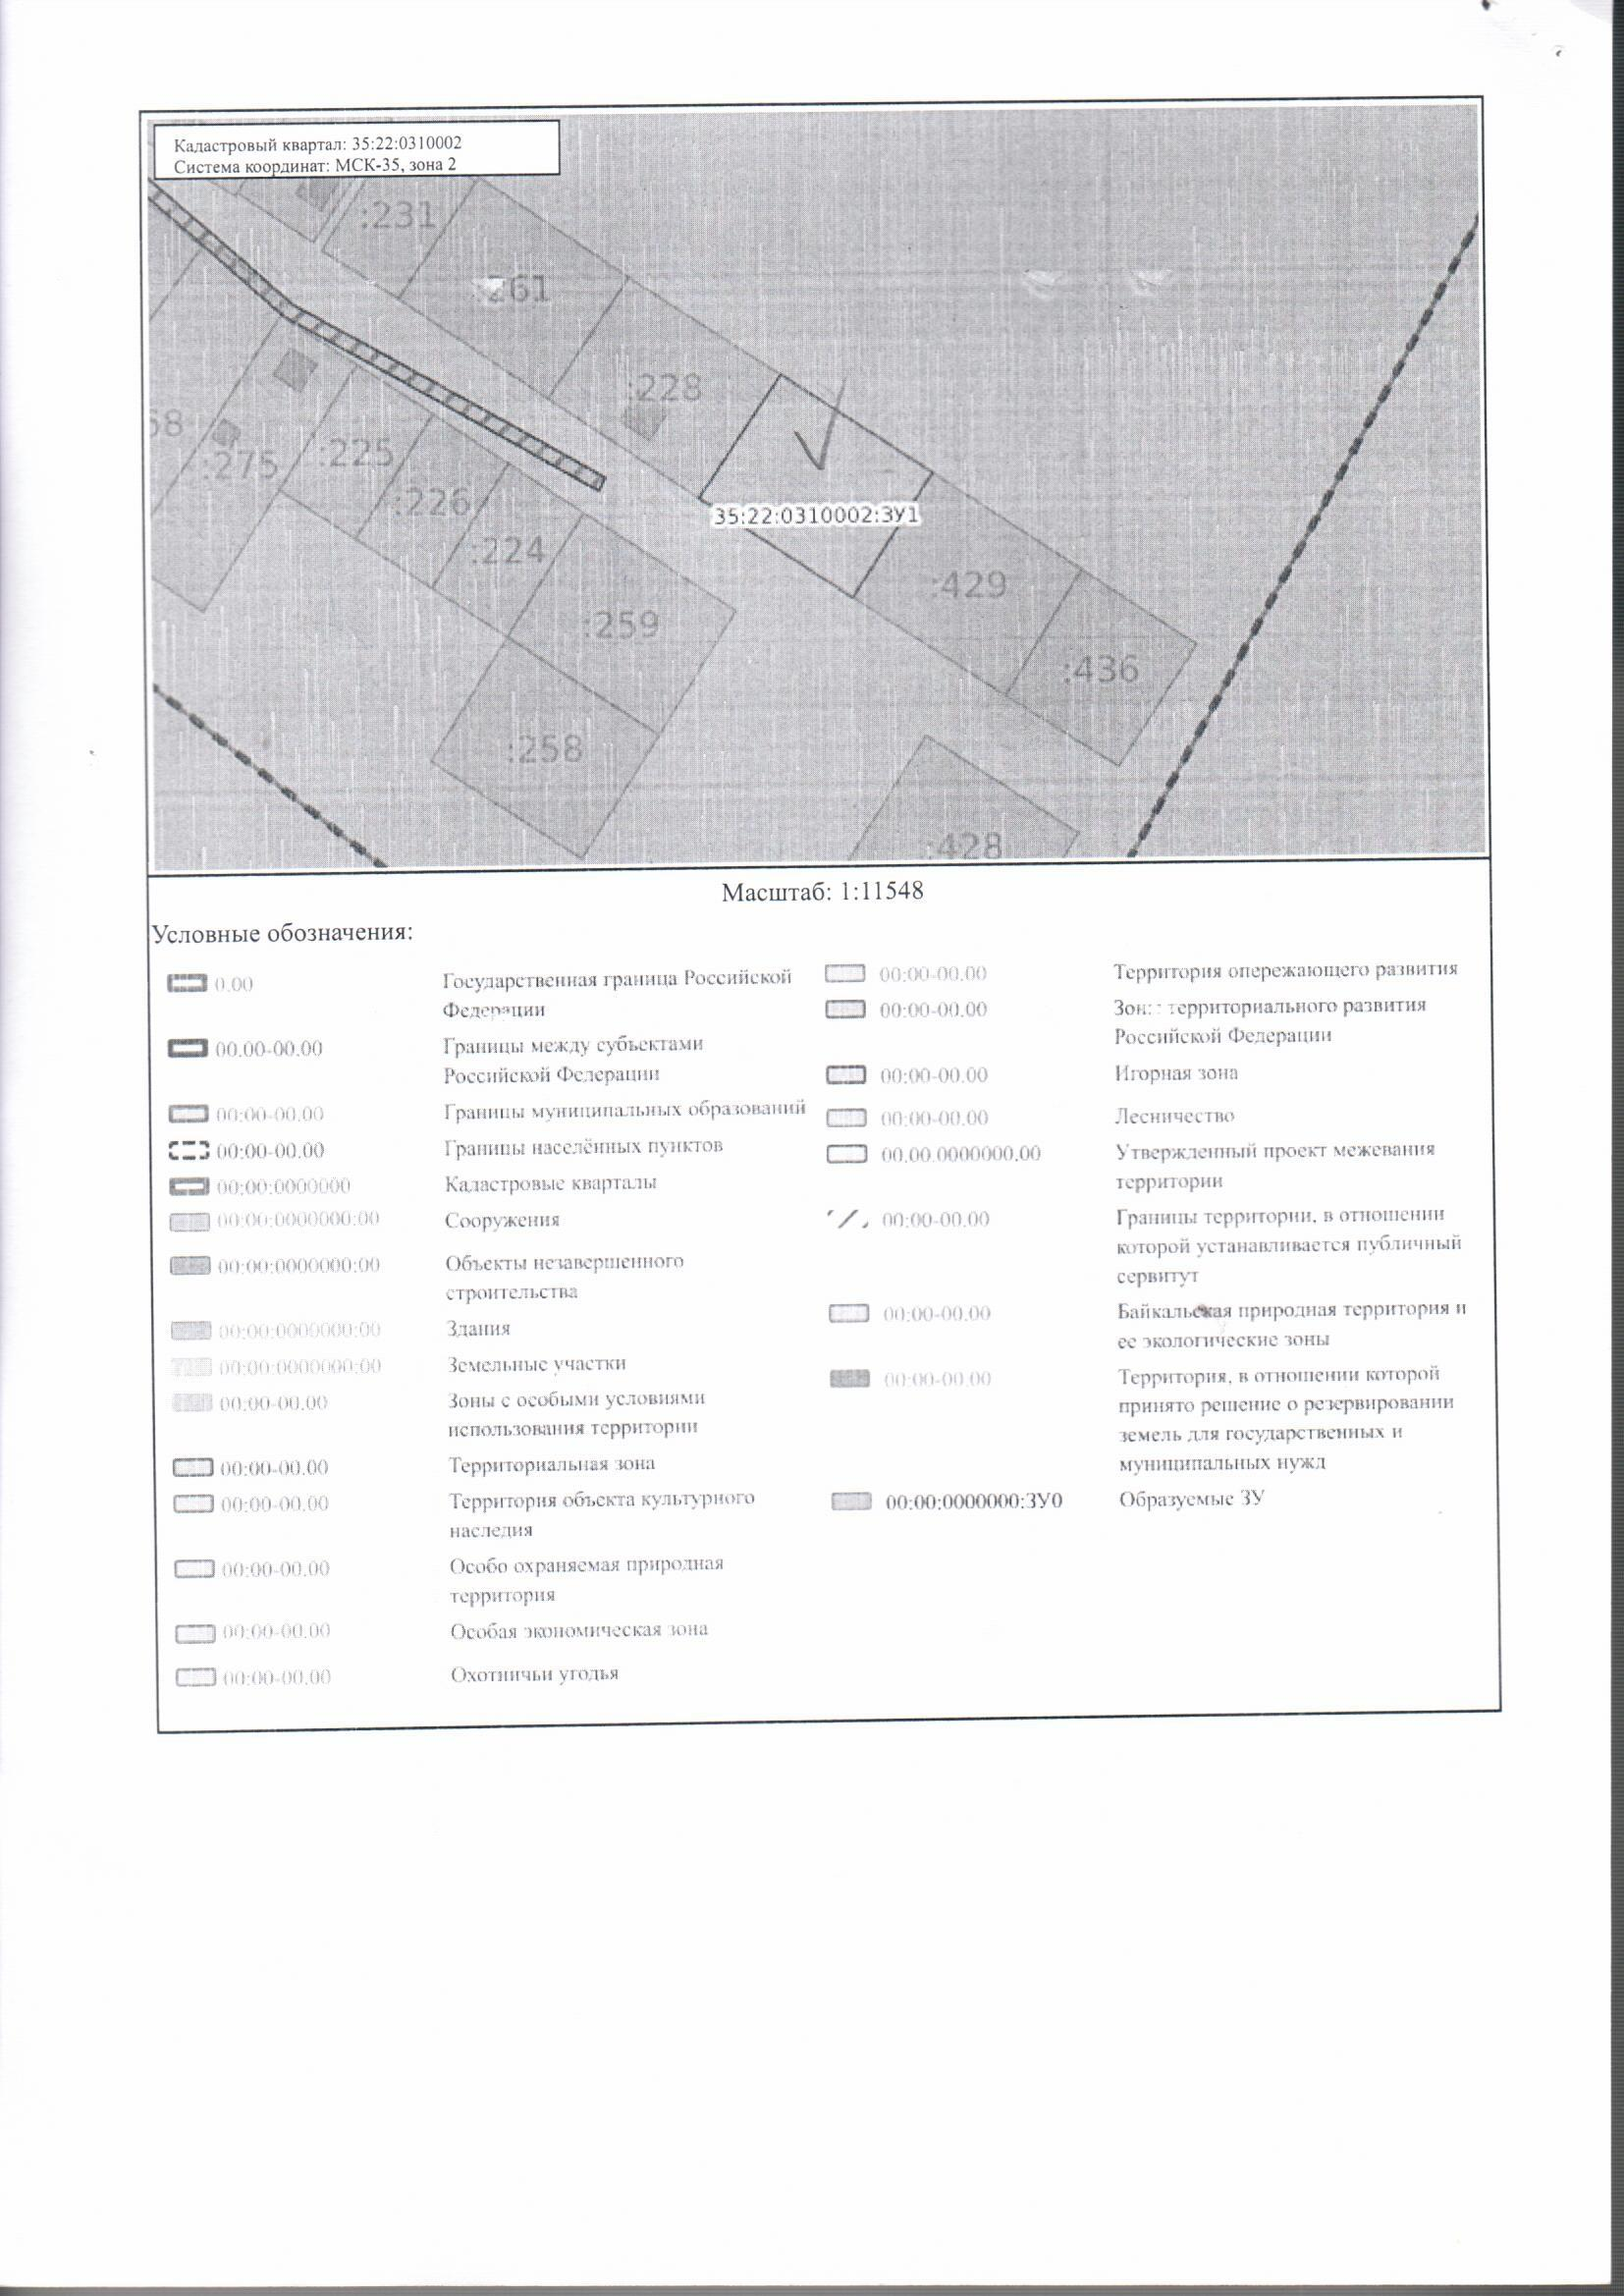 Кадастровый квартал: 35:22:0310002
Система координат: МСК-35, зона 2
:231
:261
:228
:275
:225
:226
:224
35:22:0310002:ЗУ1
:259
:429
:436
:258
:428
Масштаб: 1:11548
Условные обозначения:
0.00 Государственная граница Российской
Федерации
00.00-00.00 Границы между субъектами
Российской Федерации
00:00-00.00 Границы муниципальных образований
00:00-00.00 Границы населённых пунктов
00:00:0000000 Кадастровые кварталы
00:00:0000000:00 Сооружения
00:00:0000000:00 Объекты незавершенного
строительства
00:00:0000000:00 Здания
00:00:0000000:00 Земельные участки
00:00-00.00 Зоны с особыми условиями
использования территории
00:00-00.00 Территориальная зона
00:00-00.00 Территория объекта культурного
наследия
00:00-00.00 Особо охраняемая природная
территория
00:00-00.00 Особая экономическая зона
00:00-00.00 Охотничьи угодья
00:00-00.00 Территория опережающего развития
00:00-00.00 территориального развития
Российской Федерации
00:00-00.00 Игорная зона
00:00-00.00 Лесничество
00.00.0000000.00 Утвержденный проект межевания
территории
00:00-00.00 Границы территории, в отношении
которой устанавливается публичный
сервитут
00:00-00.00 Байкальская природная территория и
ее экологические зоны
00:00-00.00 Территория, в отношении которой
принято решение о резервировании
земель для государственных и
муниципальных нужд
00:00:0000000:ЗУ0 Образуемые ЗУ